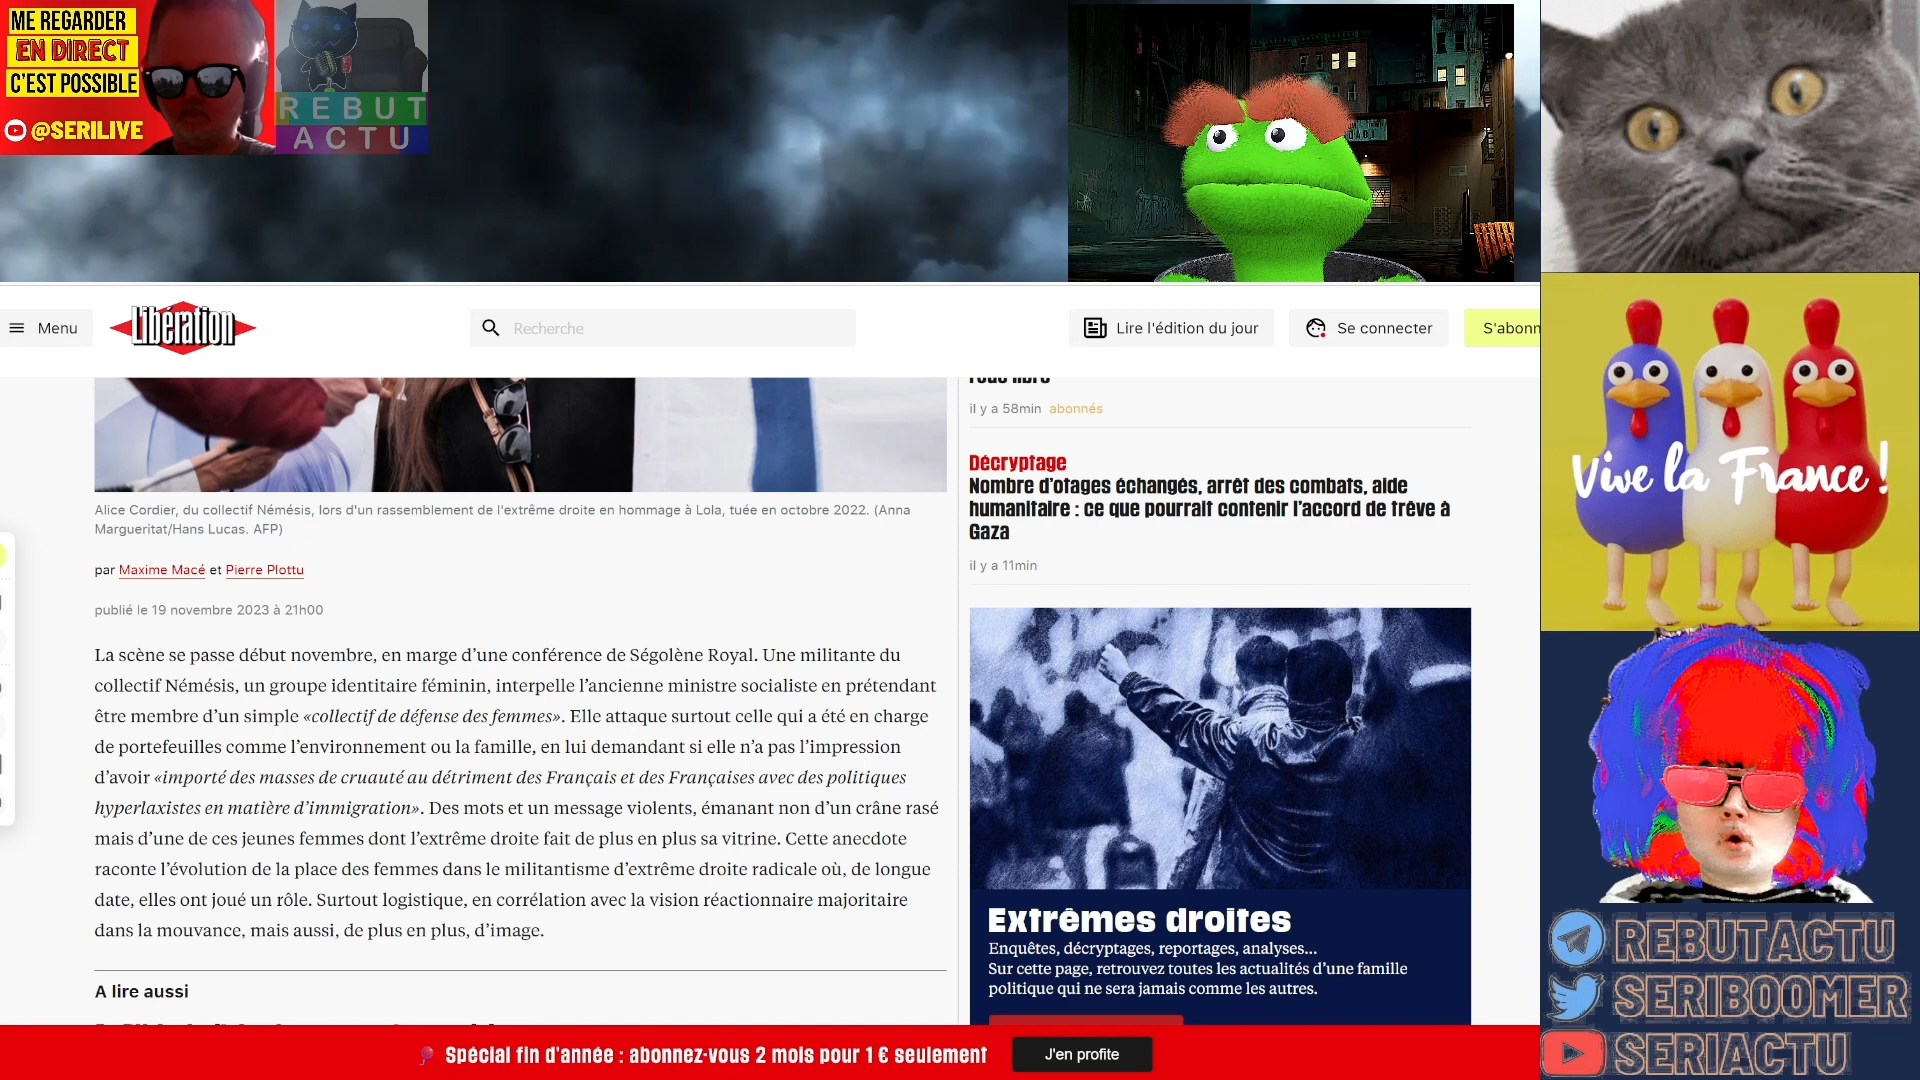 ME REGARDER
EN DIRECT
C'EST POSSIBLE
@SERILIVE
REBUT
ACTU
Menu
Libération
Recherche
Lire l'édition du jour
Se connecter
S'abonn
il y a 58min abonnés
Décryptage
Nombre d'otages échangés, arrêt des combats, aide
humanitaire : ce que pourrait contenir l'accord de trêve à
Gaza
il y a 11min
Alice Cordier, du collectif Némésis, lors d'un rassemblement de l'extrême droite en hommage à Lola, tuée en octobre 2022. (Anna
Margueritat/Hans Lucas. AFP)
par Maxime Macé et Pierre Plottu
publié le 19 novembre 2023 à 21h00
La scène se passe début novembre, en marge d'une conférence de Ségolène Royal. Une militante du
collectif Némésis, un groupe identitaire féminin, interpelle l'ancienne ministre socialiste en prétendant
être membre d'un simple «collectif de défense des femmes». Elle attaque surtout celle qui a été en charge
de portefeuilles comme l'environnement ou la famille, en lui demandant si elle n'a pas l'impression
d'avoir «importé des masses de cruauté au détriment des Français et des Françaises avec des politiques
hyperlaxistes en matière d'immigration». Des mots et un message violents, émanant non d'un crâne rasé
mais d'une de ces jeunes femmes dont l'extrême droite fait de plus en plus sa vitrine. Cette anecdote
raconte l'évolution de la place des femmes dans le militantisme d'extrême droite radicale où, de longue
date, elles ont joué un rôle. Surtout logistique, en corrélation avec la vision réactionnaire majoritaire
dans la mouvance, mais aussi, de plus en plus, d'image.
A lire aussi
Extrêmes droites
Enquêtes, décryptages, reportages, analyses...
Sur cette page, retrouvez toutes les actualités d'une famille
politique qui ne sera jamais comme les autres.
Spécial fin d'année : abonnez-vous 2 mois pour 1 € seulement
J'en profite
Vive la France !
REBUTACTU
SERIBOOMER
SERIACTU